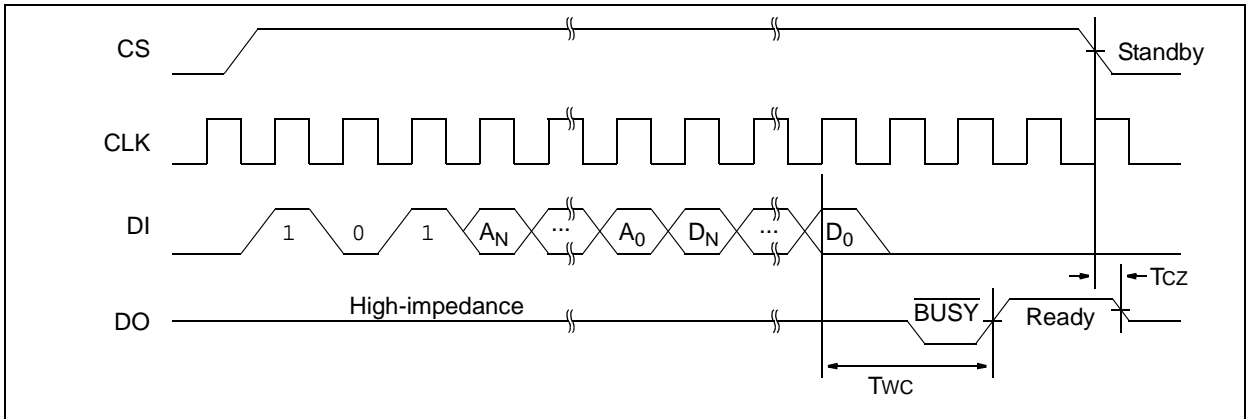 CS
Standby
CLK
DI
1 0 1 AN ... A0 DN ... D0
TCZ
DO
High-impedance
BUSY
Ready
TWC